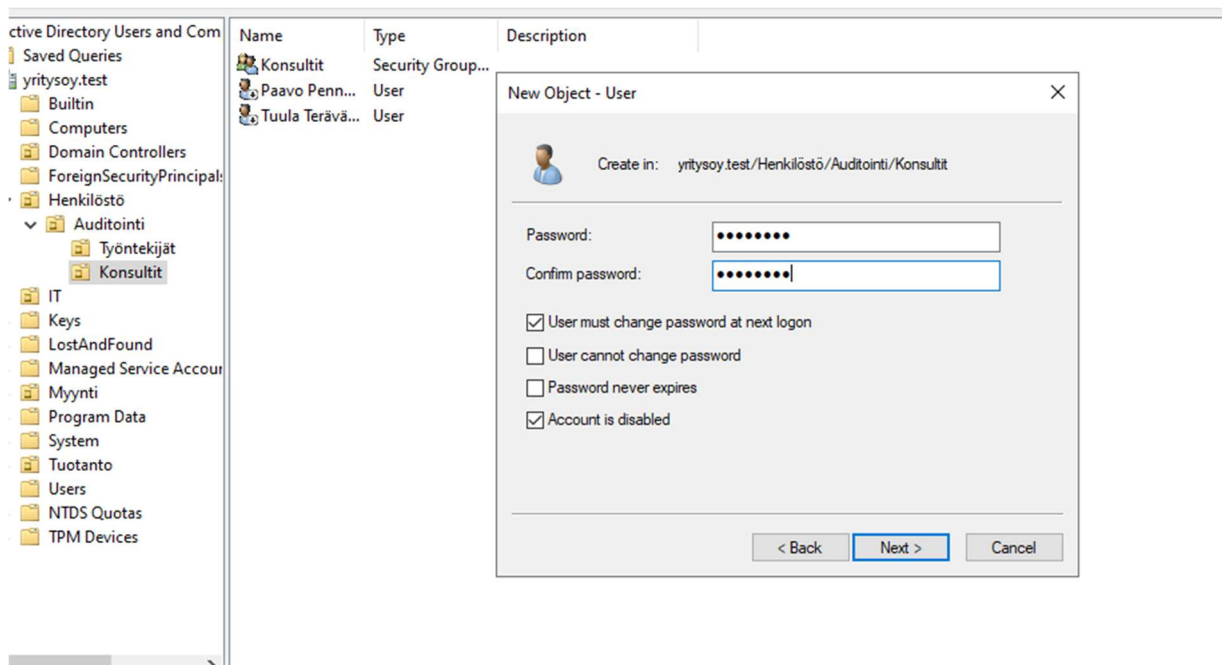 ctive Directory Users and Com
Saved Queries
yritysoy.test
Builtin
Computers
Domain Controllers
ForeignSecurityPrincipals
Henkilöstö
Auditointi
Työntekijät
Konsultit
IT
Keys
LostAndFound
Managed Service Accour
Myynti
Program Data
System
Tuotanto
Users
NTDS Quotas
TPM Devices
Name Type Description
Konsultit Security Group...
Paavo Penn... User
Tuula Terävä... User
New Object - User
Create in: yritysoy.test/Henkilöstö/Auditointi/Konsultit
Password:
Confirm password:
User must change password at next logon
User cannot change password
Password never expires
Account is disabled
< Back Next > Cancel